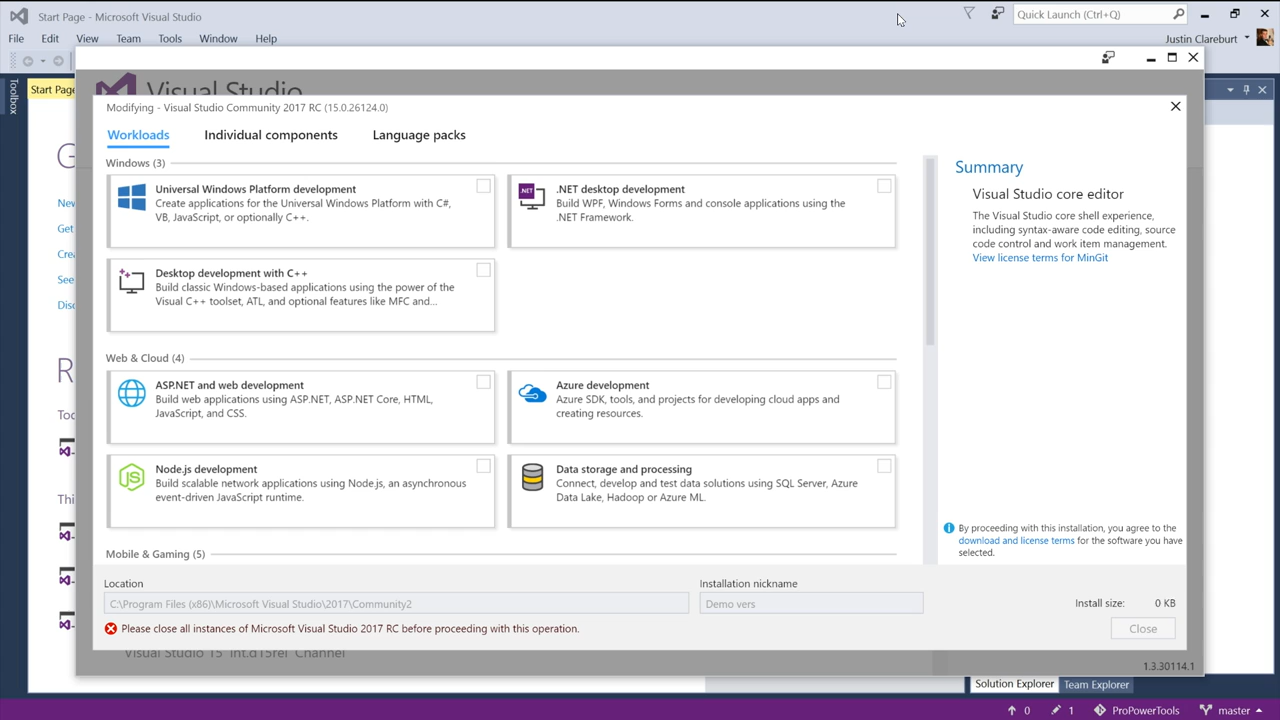 Start Page - Microsoft Visual Studio
Quick Launch (Ctrl+Q)
File Edit View Team Tools Window Help
Justin Clareburt
Toolbox
Start Page
Visual Studio
Modifying - Visual Studio Community 2017 RC (15.0.26124.0)
Workloads Individual components Language packs
Windows (3)
Universal Windows Platform development
Create applications for the Universal Windows Platform with C#,
VB, JavaScript, or optionally C++.
.NET
.NET desktop development
Build WPF, Windows Forms and console applications using the
.NET Framework.
Desktop development with C++
Build classic Windows-based applications using the power of the
Visual C++ toolset, ATL, and optional features like MFC and...
Web & Cloud (4)
ASP.NET and web development
Build web applications using ASP.NET, ASP.NET Core, HTML,
JavaScript, and CSS.
Azure development
Azure SDK, tools, and projects for developing cloud apps and
creating resources.
Node.js development
Build scalable network applications using Node.js, an asynchronous
event-driven JavaScript runtime.
Data storage and processing
Connect, develop and test data solutions using SQL Server, Azure
Data Lake, Hadoop or Azure ML.
Mobile & Gaming (5)
Summary
Visual Studio core editor
The Visual Studio core shell experience,
including syntax-aware code editing, source
code control and work item management.
View license terms for MinGit
By proceeding with this installation, you agree to the
download and license terms for the software you have
selected.
Location
C:\Program Files (x86)\Microsoft Visual Studio\2017\Community2
Installation nickname
Demo vers
Install size: 0 KB
Please close all instances of Microsoft Visual Studio 2017 RC before proceeding with this operation.
Close
1.3.30114.1
Solution Explorer Team Explorer
0 1 ProPowerTools master